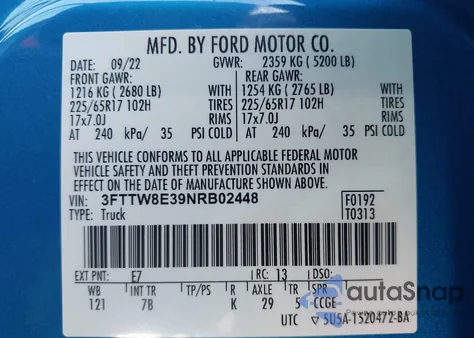 MFD. BY FORD MOTOR CO.
DATE: 09/22 GVWR: 2359 KG ( 5200 LB)
FRONT GAWR: REAR GAWR:
1216 KG ( 2680 LB) WITH 1254 KG ( 2765 LB) WITH
225/65R17 102H TIRES 225/65R17 102H TIRES
17x7.0J RIMS 17x7.0J RIMS
AT 240 kPa/ 35 PSI COLD AT 240 kPa/ 35 PSI COLD
THIS VEHICLE CONFORMS TO ALL APPLICABLE FEDERAL MOTOR
VEHICLE SAFETY AND THEFT PREVENTION STANDARDS IN
EFFECT ON THE DATE OF MANUFACTURE SHOWN ABOVE.
VIN: 3FTTW8E39NRB02448 F0192
TYPE: Truck T0313
EXT PNT: E7 RC: 13 DSO:
WB INT TR TP/PS R AXLE TR SPR
121 7B K 29 5 CCGE
UTC 5U5A-1520472-BA
autoSnap
Powered by AutoDNA